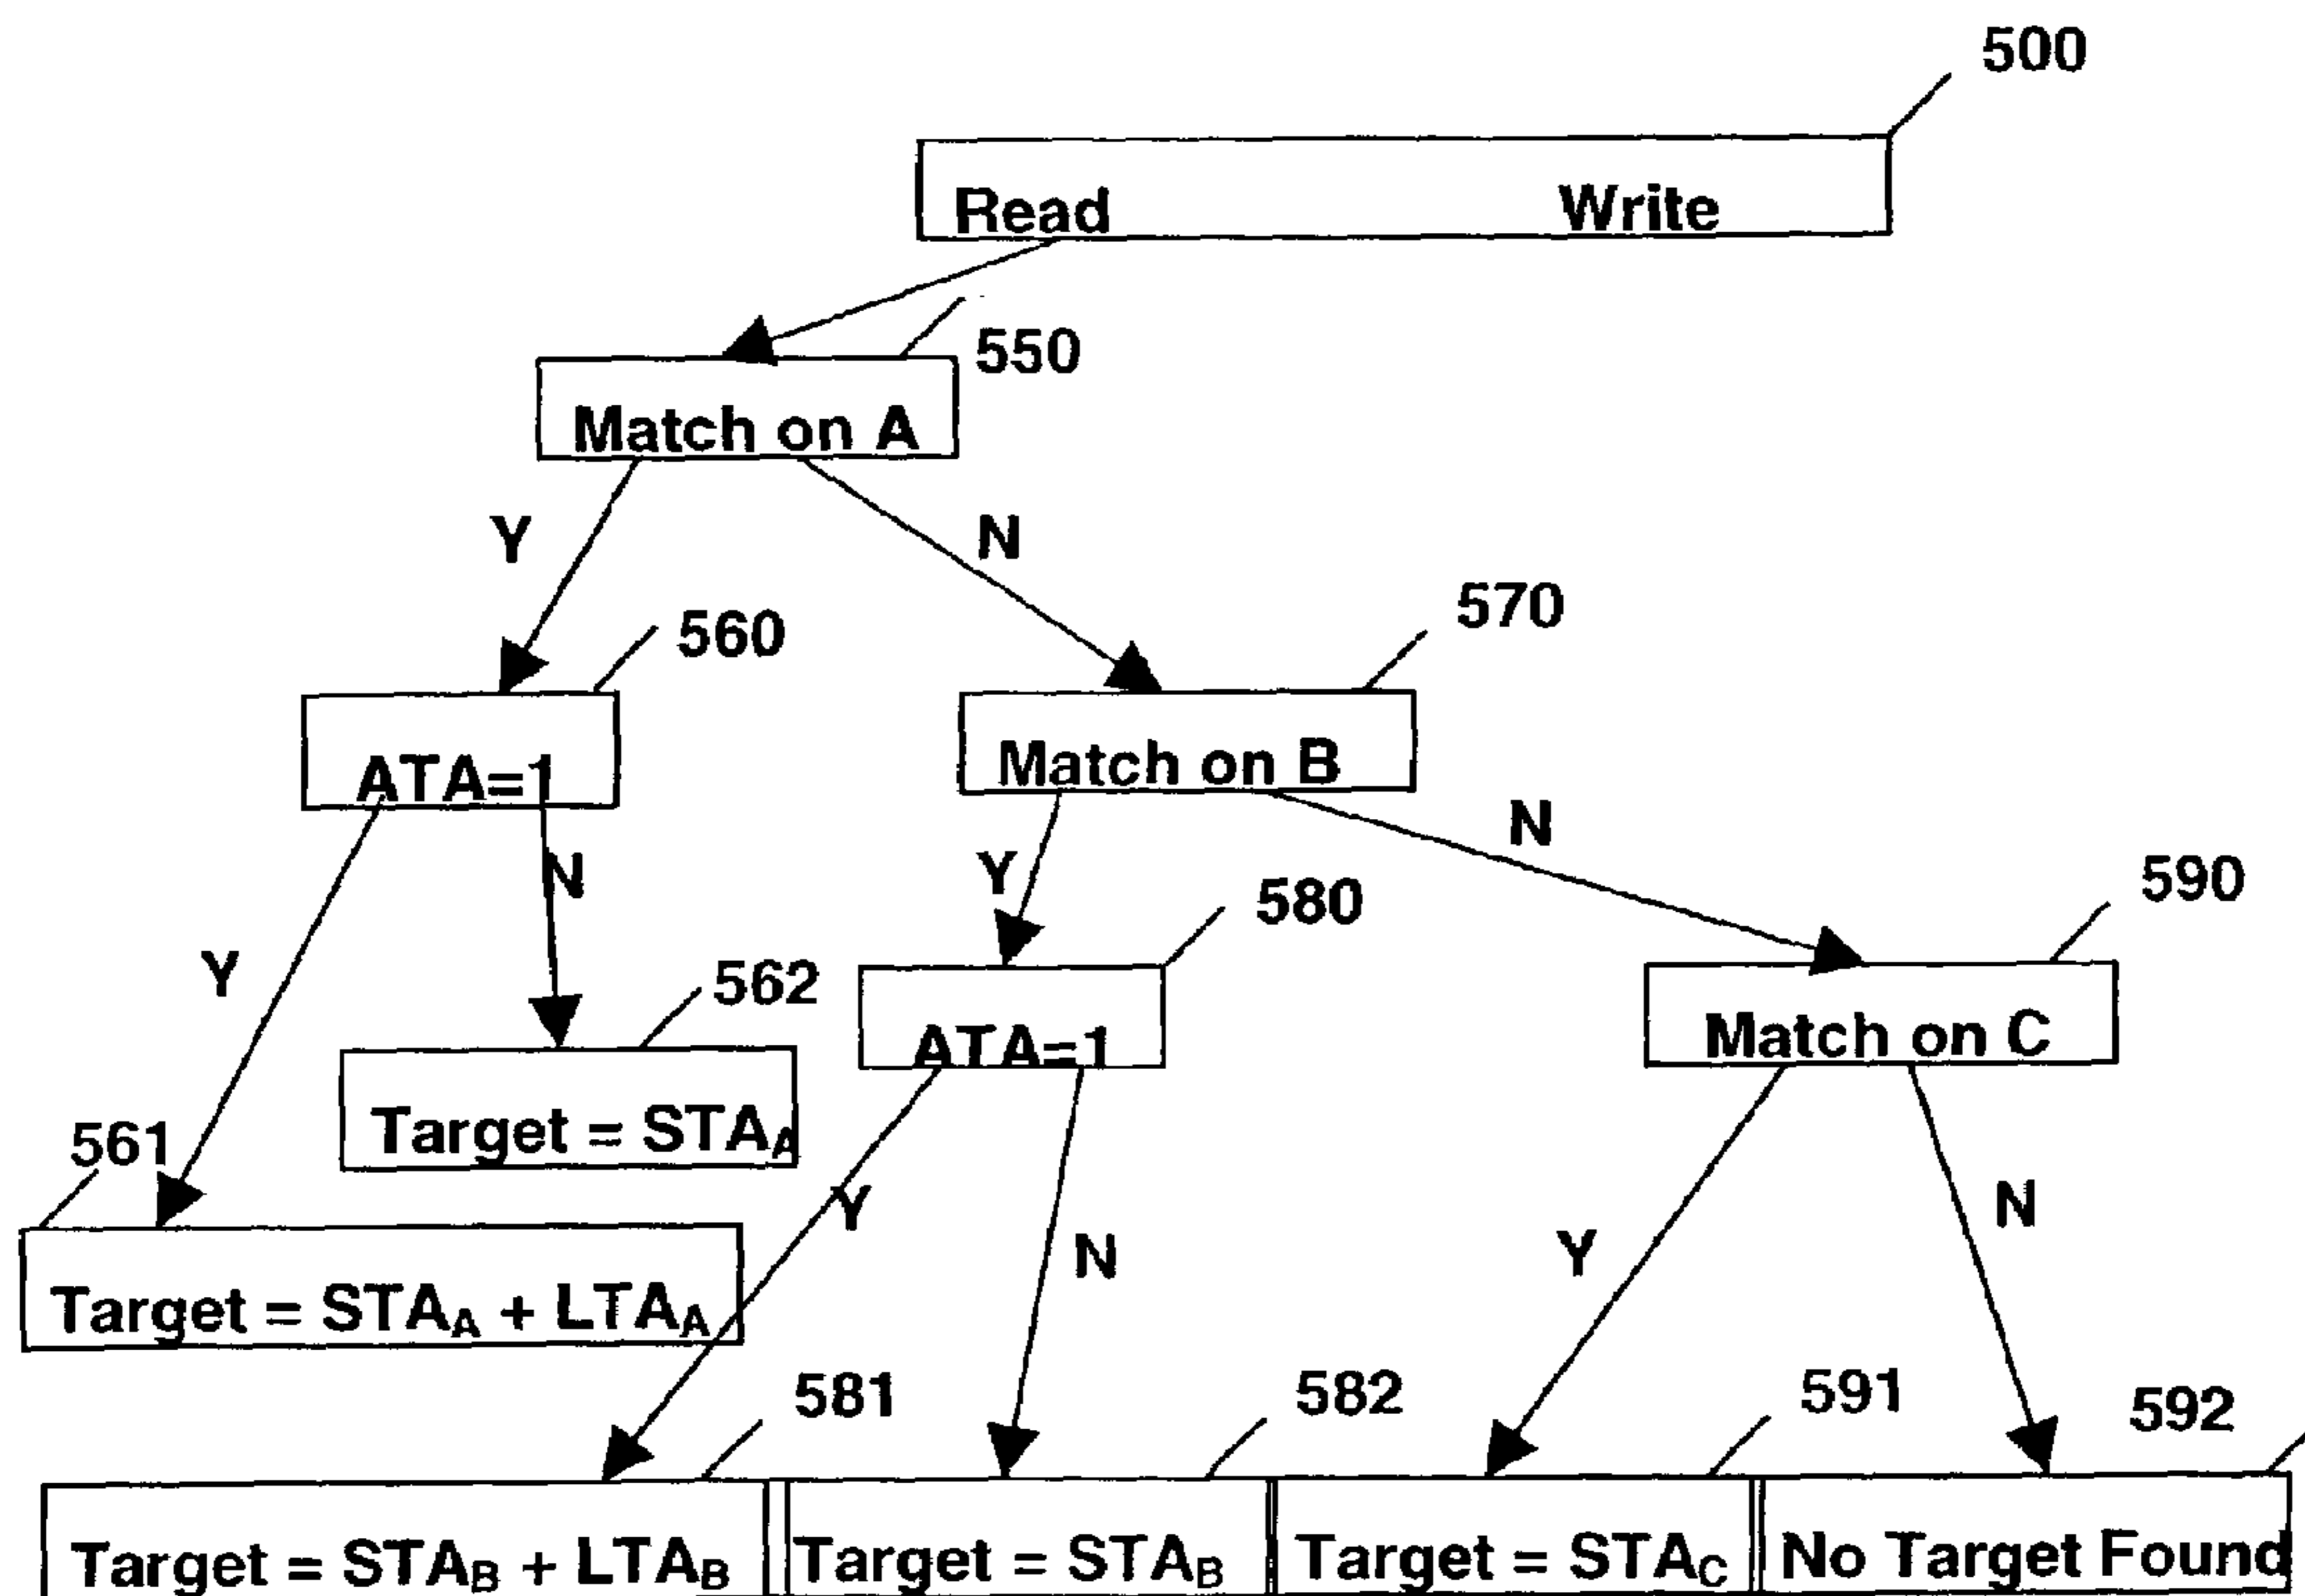 500
Read Write
550
Match on A
Y N
560
570
ATA=1
Match on B
N
Y
N
580
590
Y
562
ATA=1
Match on C
Target = STAA
561
Y
N
Y
N
Target = STAA + LTAA
581
582
591
592
Target = STAB + LTAB
Target = STAB
Target = STAC
No Target Found